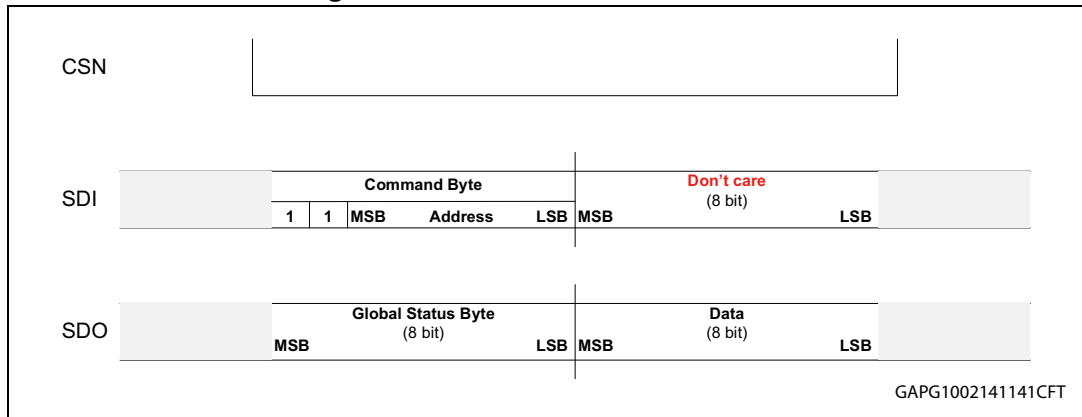 CSN
SDI
Command Byte
1 1 MSB Address LSB
Don't care
(8 bit)
MSB LSB
SDO
Global Status Byte
(8 bit)
MSB LSB
Data
(8 bit)
MSB LSB
GAPG1002141141CFT